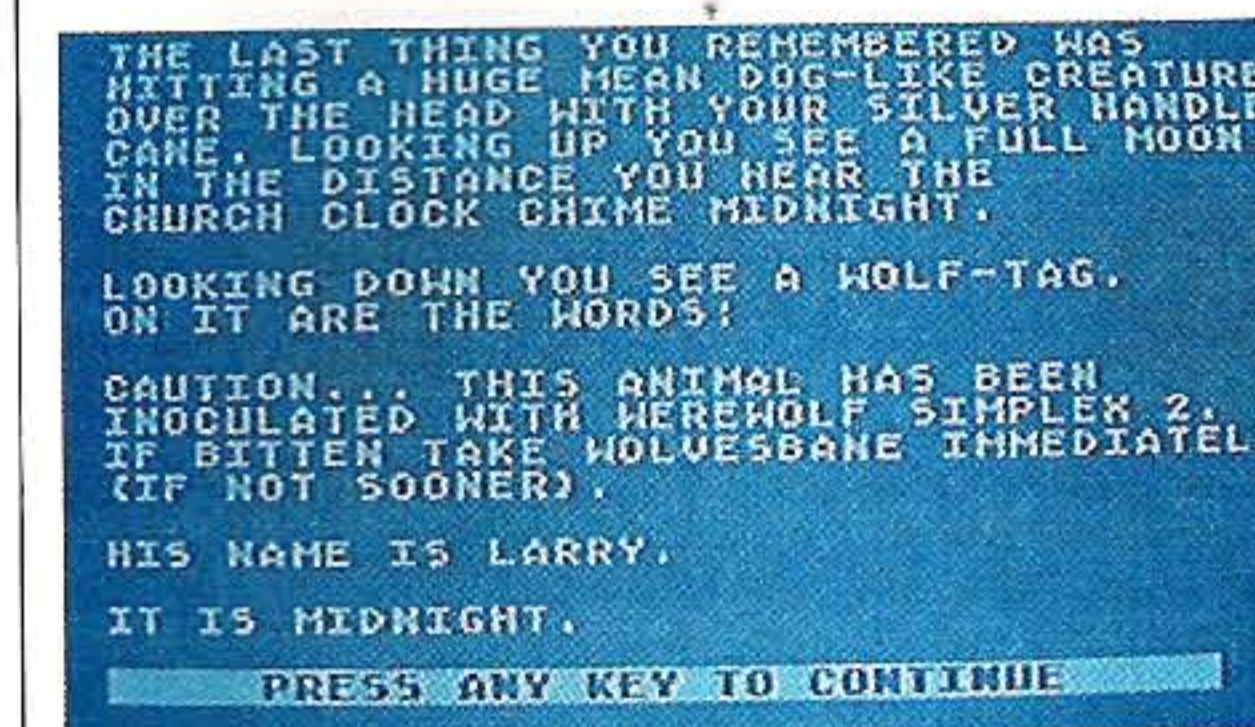 THE LAST THING YOU REMEMBERED WAS
HITTING A HUGE MEAN DOG-LIKE CREATURE
OVER THE HEAD WITH YOUR SILVER HANDLE
CANE. LOOKING UP YOU SEE A FULL MOON
IN THE DISTANCE YOU HEAR THE
CHURCH CLOCK CHIME MIDNIGHT.
LOOKING DOWN YOU SEE A WOLF-TAG.
ON IT ARE THE WORDS:
CAUTION... THIS ANIMAL HAS BEEN
INOCULATED WITH WEREWOLF SIMPLEX 2.
IF BITTEN TAKE WOLVESBANE IMMEDIATEL
(IF NOT SOONER).
HIS NAME IS LARRY.
IT IS MIDNIGHT.
PRESS ANY KEY TO CONTINUE